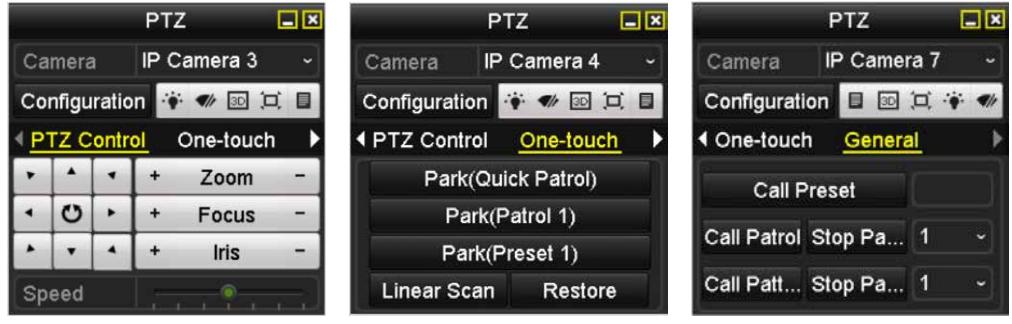 PTZ
Camera IP Camera 3
Configuration 3D
PTZ Control One-touch
+ Zoom -
+ Focus -
+ Iris -
Speed
PTZ
Camera IP Camera 4
Configuration 3D
PTZ Control One-touch
Park(Quick Patrol)
Park(Patrol 1)
Park(Preset 1)
Linear Scan Restore
PTZ
Camera IP Camera 7
Configuration 3D
One-touch General
Call Preset
Call Patrol Stop Pa... 1
Call Patt... Stop Pa... 1